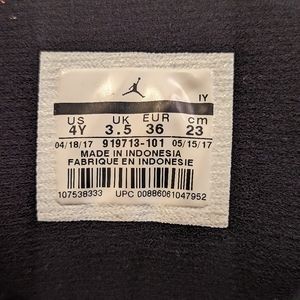 IY
US UK EUR cm
4Y 3.5 36 23
04/18/17 919713-101 05/15/17
MADE IN INDONESIA
FABRIQUE EN INDONESIE
107538333 UPC 00886061047952